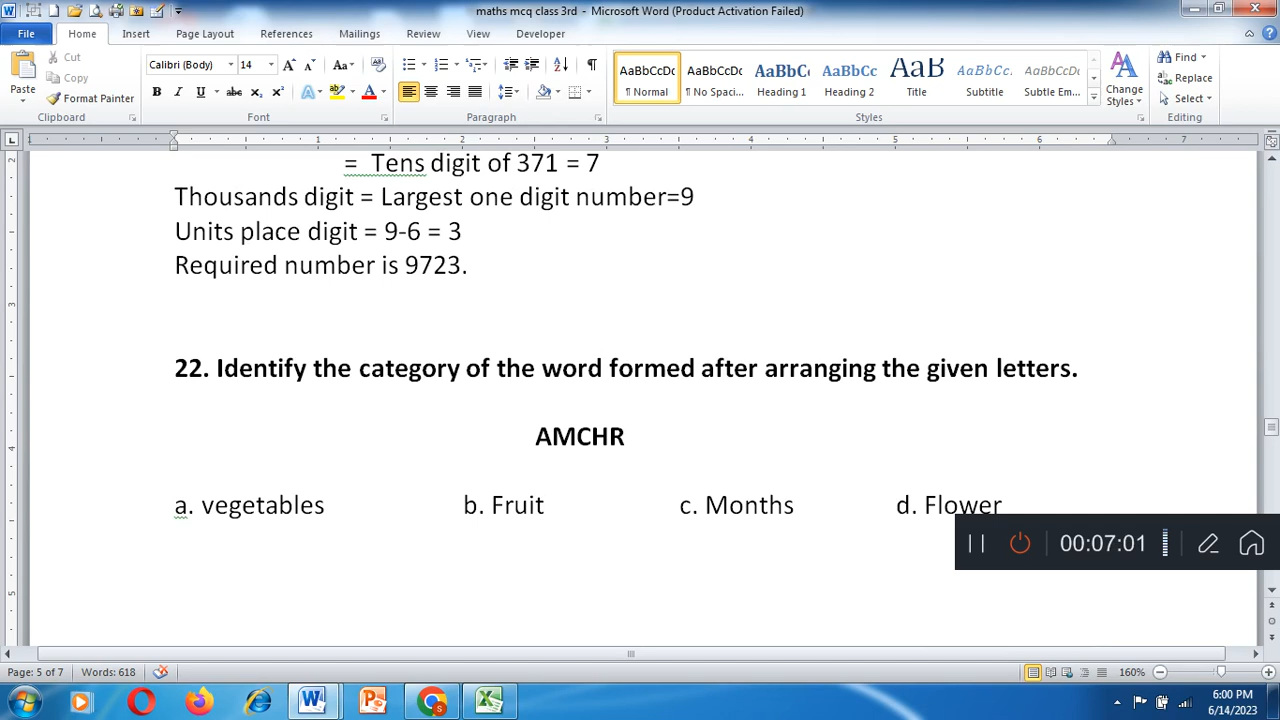 maths mcq class 3rd - Microsoft Word (Product Activation Failed)
File Home Insert Page Layout References Mailings Review View Developer
Cut
Copy
Format Painter
Paste
Clipboard
Calibri (Body) 14
Font
Paragraph
AaBbCcDc AaBbCcDc AaBbC AaBbCc AaB AaBbCc. AaBbCcDc
¶ Normal ¶ No Spaci... Heading 1 Heading 2 Title Subtitle Subtle Em...
Styles
Change Styles
Find
Replace
Select
Editing
= Tens digit of 371 = 7
Thousands digit = Largest one digit number=9
Units place digit = 9-6 = 3
Required number is 9723.
22. Identify the category of the word formed after arranging the given letters.
AMCHR
a. vegetables b. Fruit c. Months d. Flower
00:07:01
Page: 5 of 7 Words: 618 160%
6:00 PM
6/14/2023